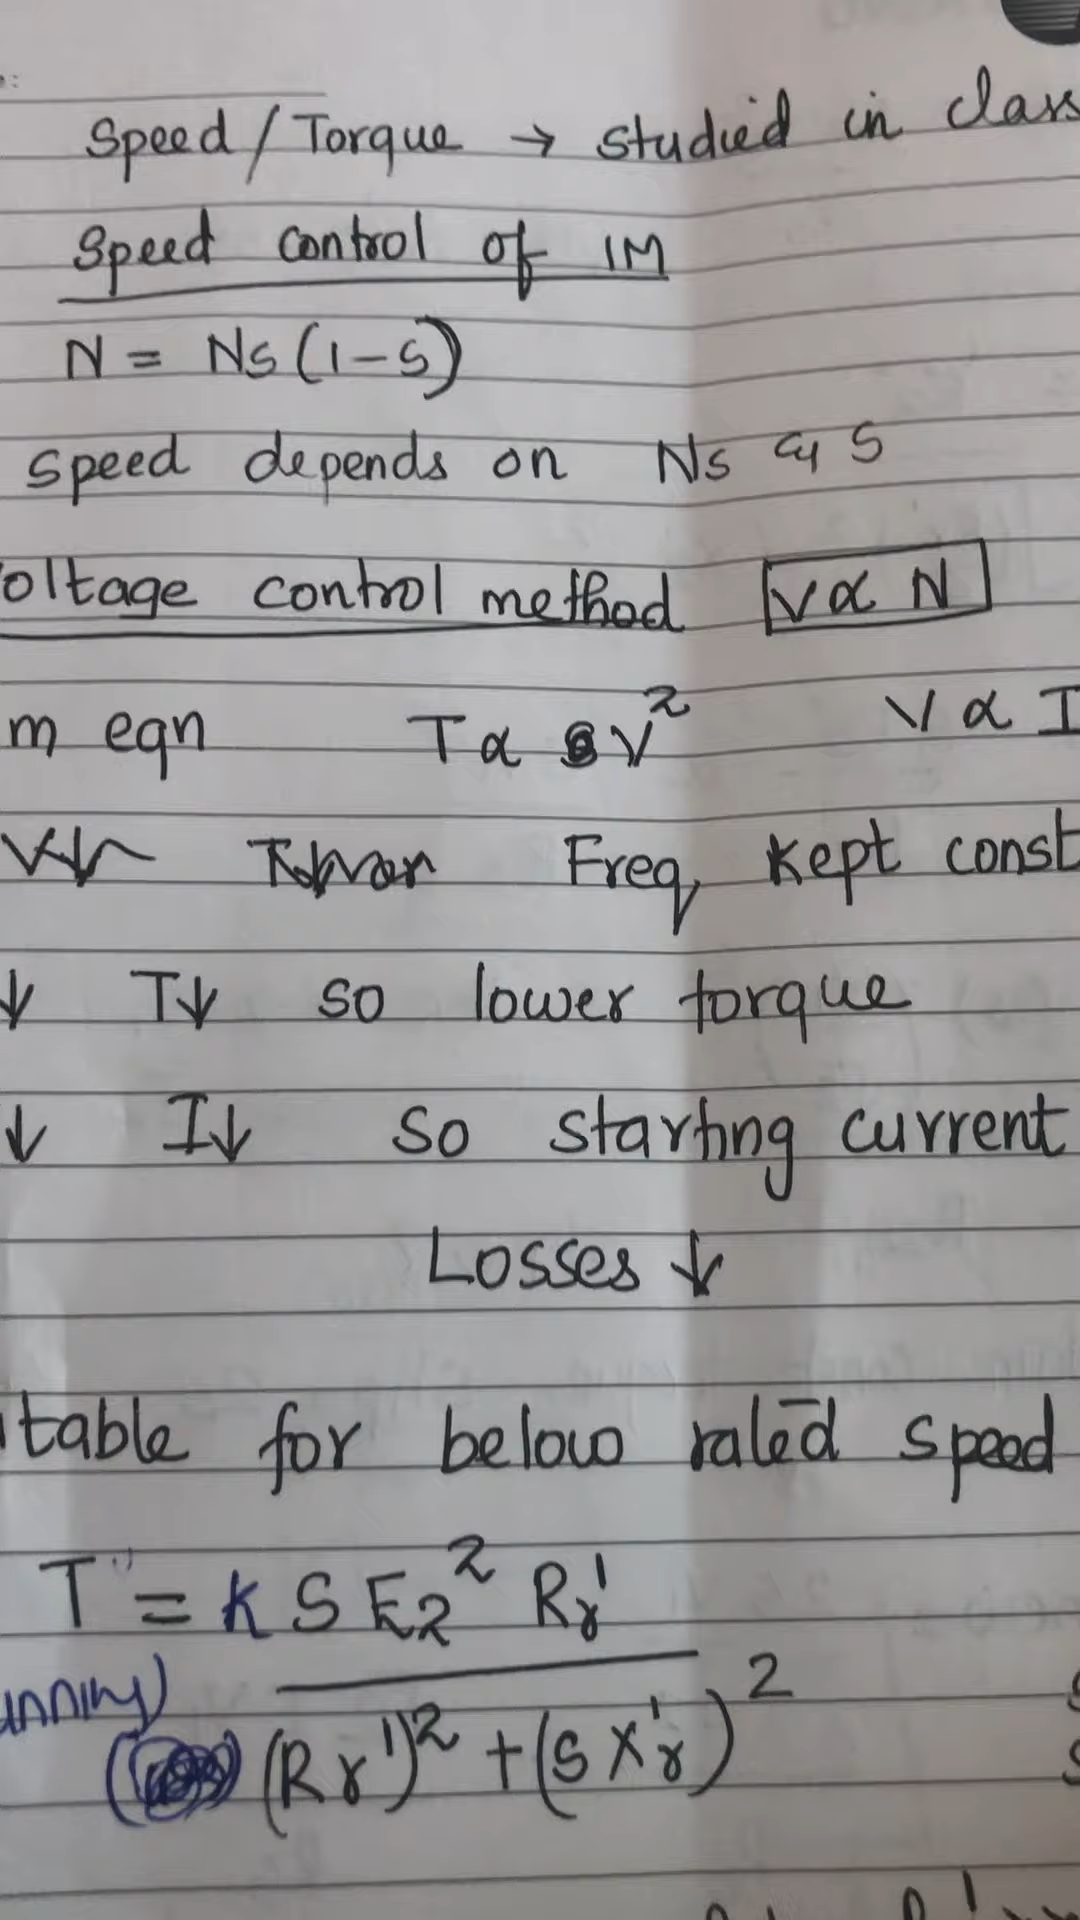 Speed / Torque → studied in class
Speed control of IM
N = Ns (1-S)
speed depends on Ns & S
oltage control method V∝ N
m eqn T∝ V² V ∝ I
Freq kept const
↓ T↓ so lower torque
↓ I↓ so starting current
Losses ↓
table for below rated speed
T = K S E₂² Rr'
unning) (Rr')² + (S Xr')²